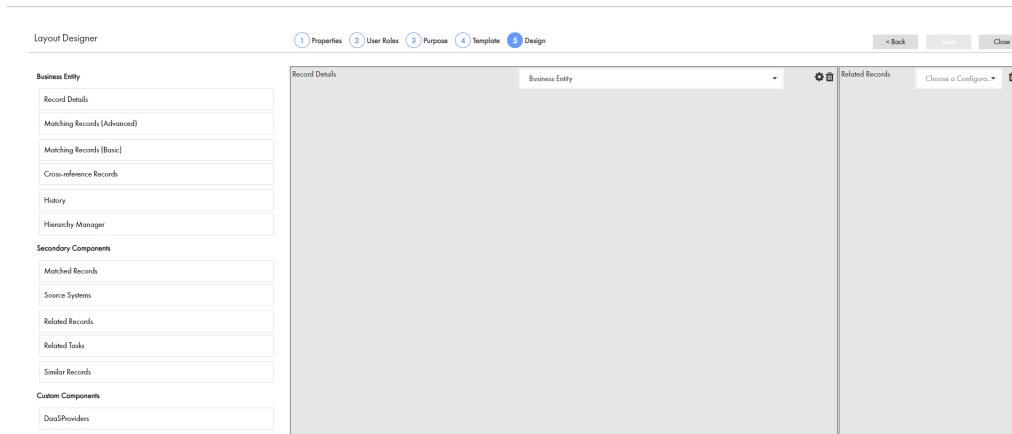 Layout Designer
1 Properties 2 User Roles 3 Purpose 4 Template 5 Design
< Back Save Close
Business Entity
Record Details
Matching Records (Advanced)
Matching Records (Basic)
Cross-reference Records
History
Hierarchy Manager
Secondary Components
Matched Records
Source Systems
Related Records
Related Tasks
Similar Records
Custom Components
DaaSProviders
Record Details
Business Entity
Related Records
Choose a Configura...